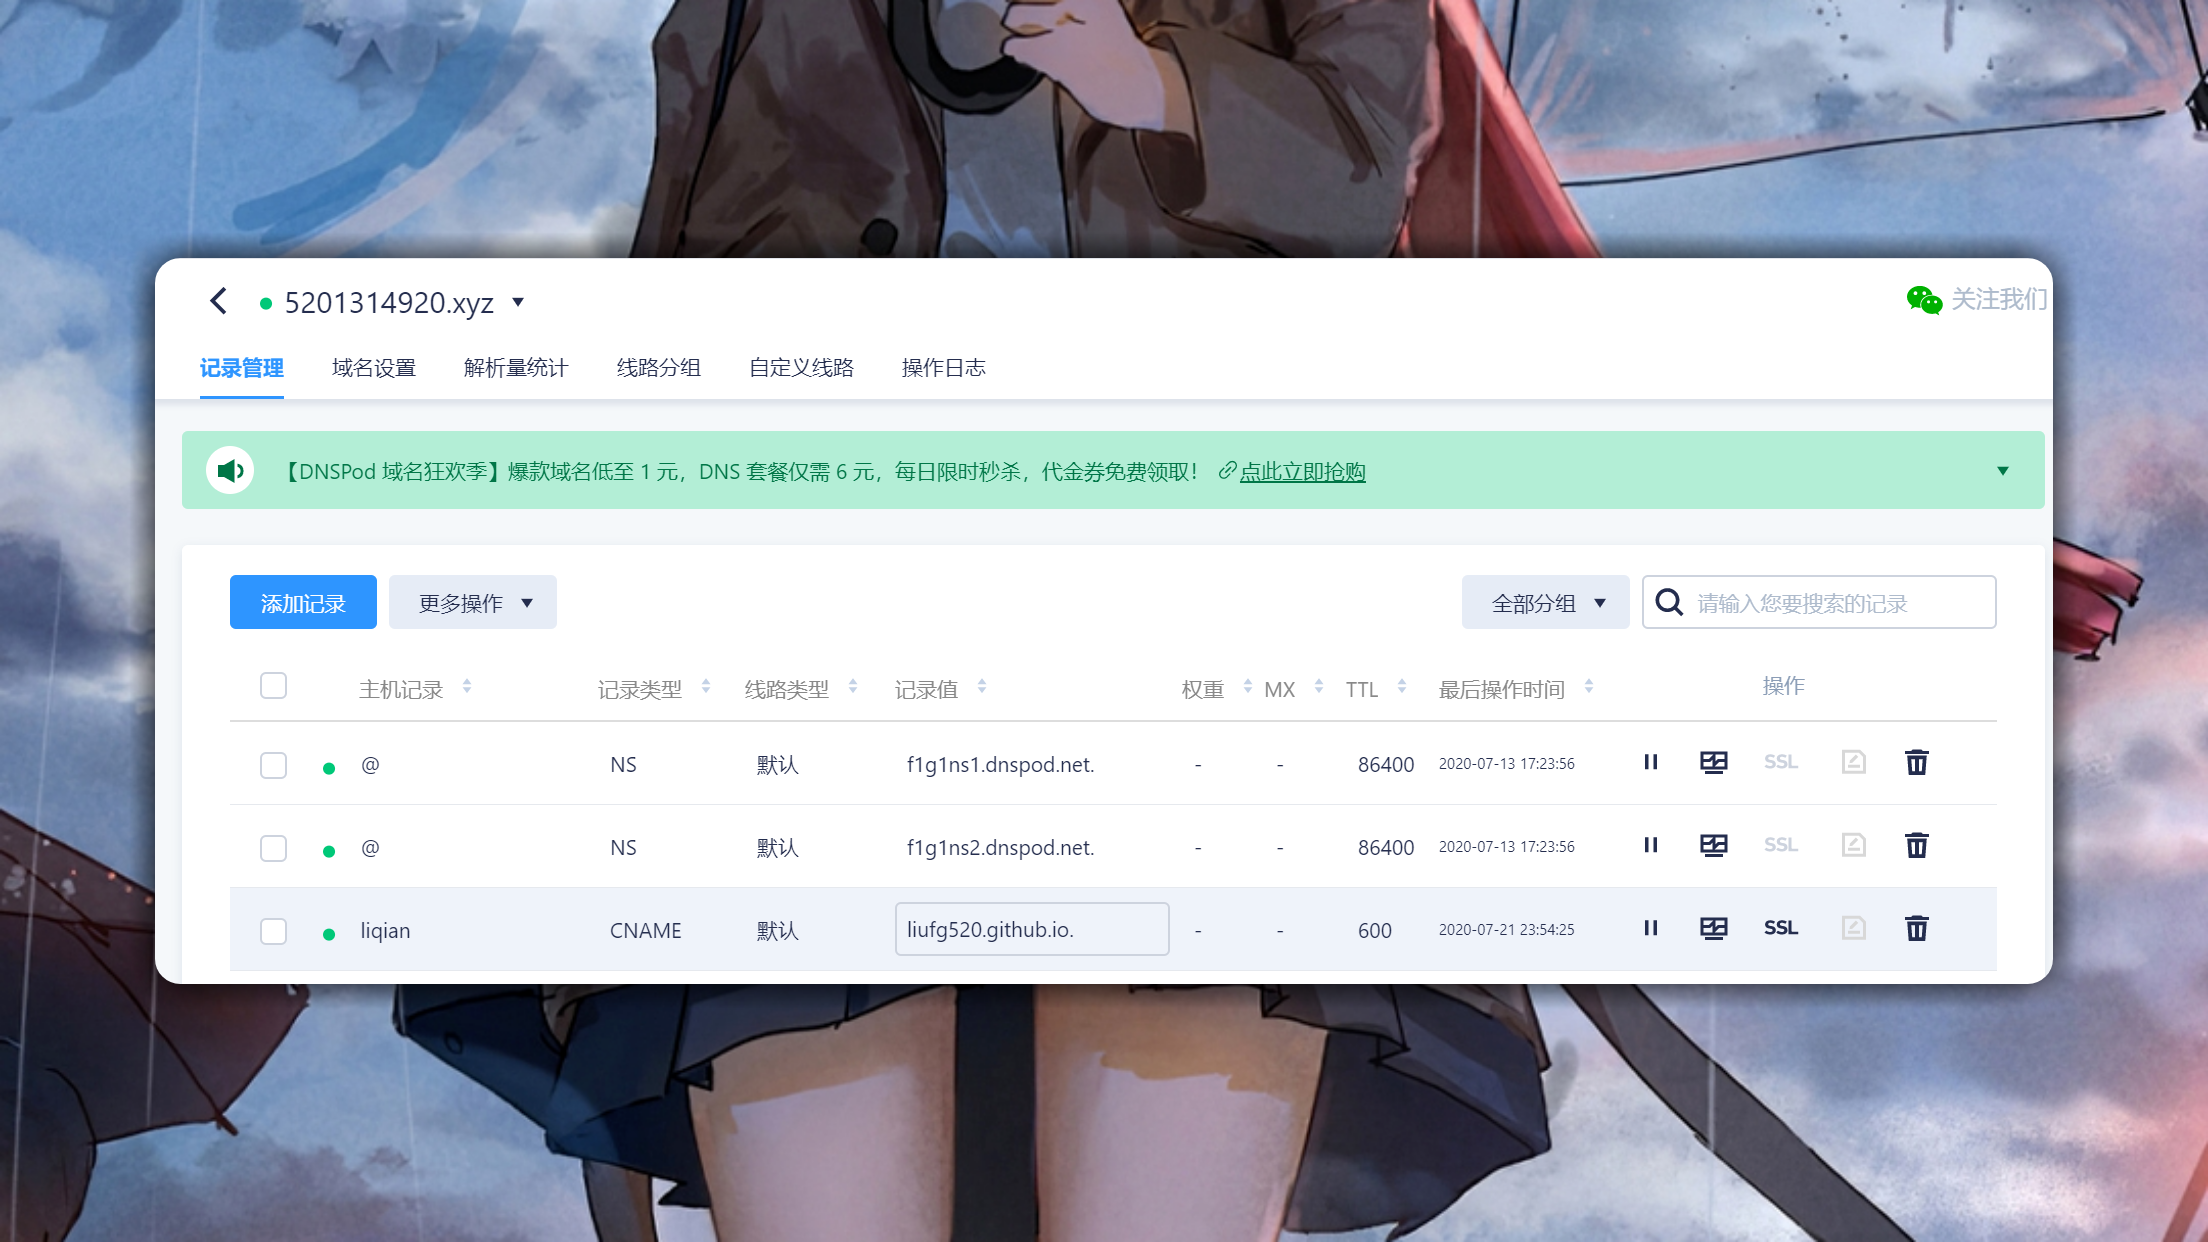 5201314920.xyz
关注我们
记录管理 域名设置 解析量统计 线路分组 自定义线路 操作日志
【DNSPod 域名狂欢季】爆款域名低至 1 元，DNS 套餐仅需 6 元，每日限时秒杀，代金券免费领取！ 点此立即抢购
添加记录 更多操作 全部分组 请输入您要搜索的记录
主机记录 记录类型 线路类型 记录值 权重 MX TTL 最后操作时间 操作
@ NS 默认 f1g1ns1.dnspod.net. - - 86400 2020-07-13 17:23:56 SSL
@ NS 默认 f1g1ns2.dnspod.net. - - 86400 2020-07-13 17:23:56 SSL
liqian CNAME 默认 liufg520.github.io. - - 600 2020-07-21 23:54:25 SSL